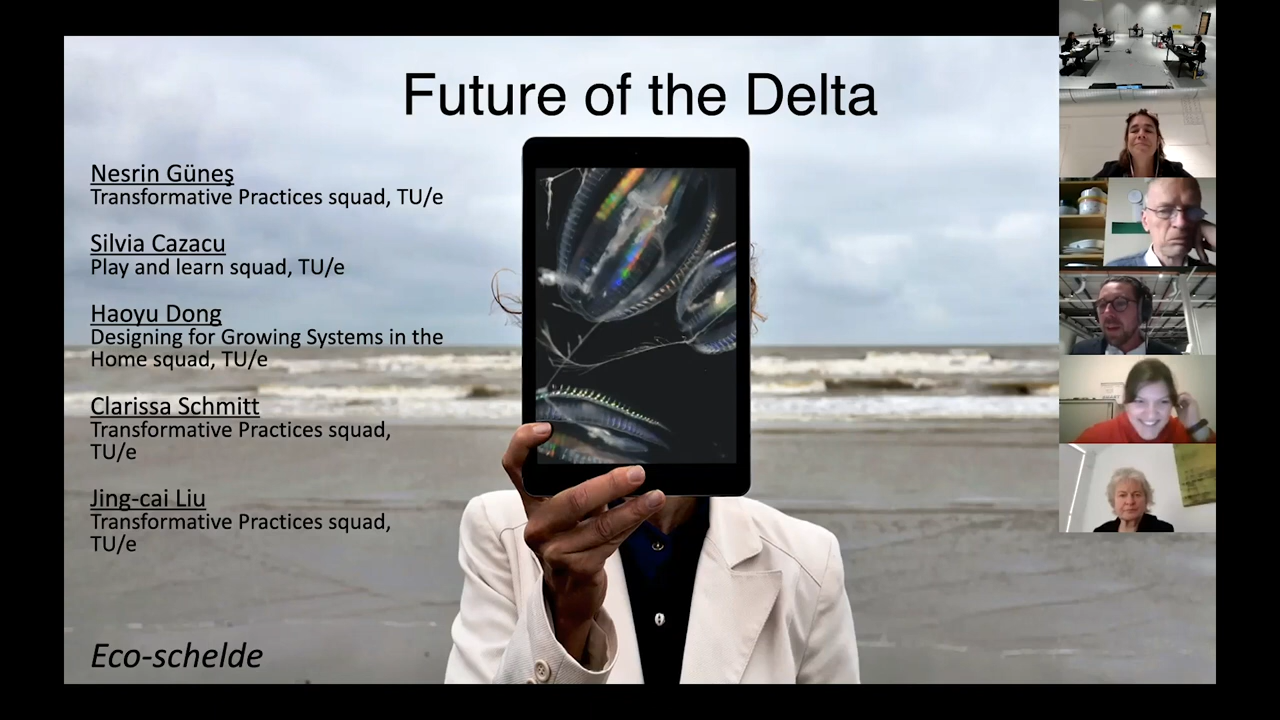 Future of the Delta
Nesrin Güneş
Transformative Practices squad, TU/e
Silvia Cazacu
Play and learn squad, TU/e
Haoyu Dong
Designing for Growing Systems in the
Home squad, TU/e
Clarissa Schmitt
Transformative Practices squad,
TU/e
Jing-cai Liu
Transformative Practices squad,
TU/e
Eco-schelde